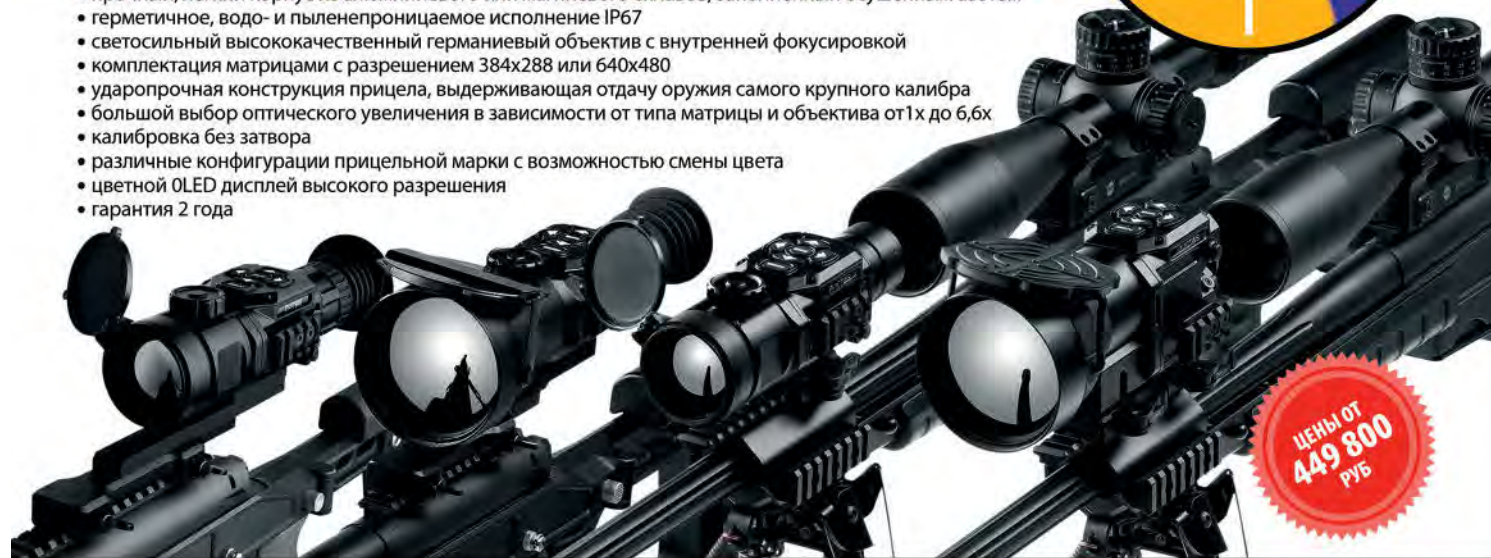 • герметичное, водо- и пыленепроницаемое исполнение IP67
• светосильный высококачественный германиевый объектив с внутренней фокусировкой
• комплектация матрицами с разрешением 384x288 или 640x480
• ударопрочная конструкция прицела, выдерживающая отдачу оружия самого крупного калибра
• большой выбор оптического увеличения в зависимости от типа матрицы и объектива от1x до 6,6x
• калибровка без затвора
• различные конфигурации прицельной марки с возможностью смены цвета
• цветной 0LED дисплей высокого разрешения
• гарантия 2 года
ЦЕНЫ ОТ
449 800
РУБ